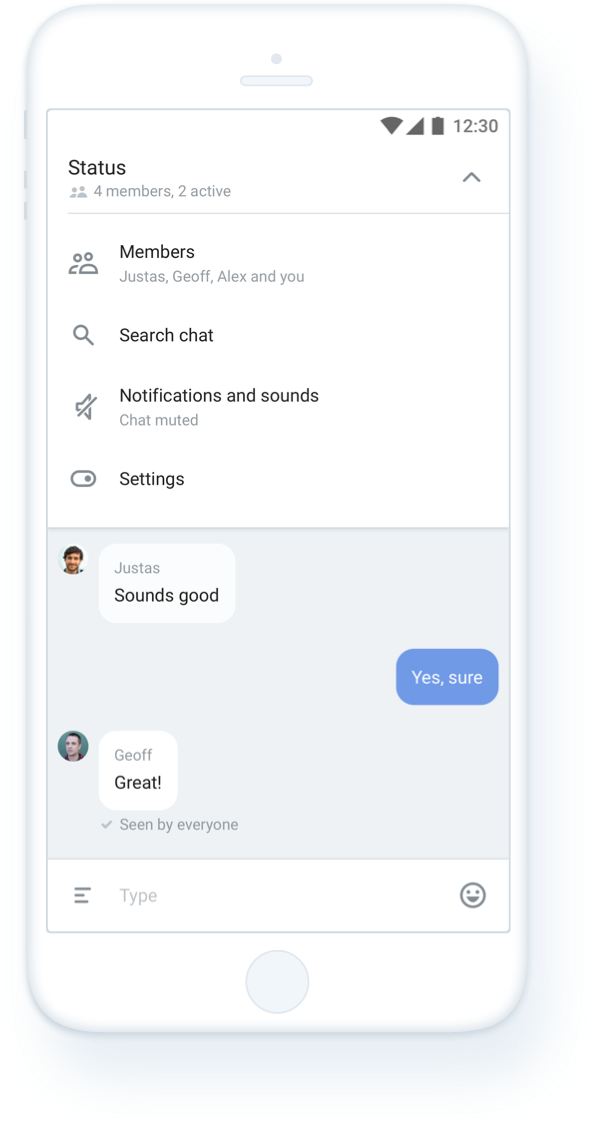 12:30
Status
4 members, 2 active
Members
Justas, Geoff, Alex and you
Search chat
Notifications and sounds
Chat muted
Settings
Justas
Sounds good
Yes, sure
Geoff
Great!
Seen by everyone
Type